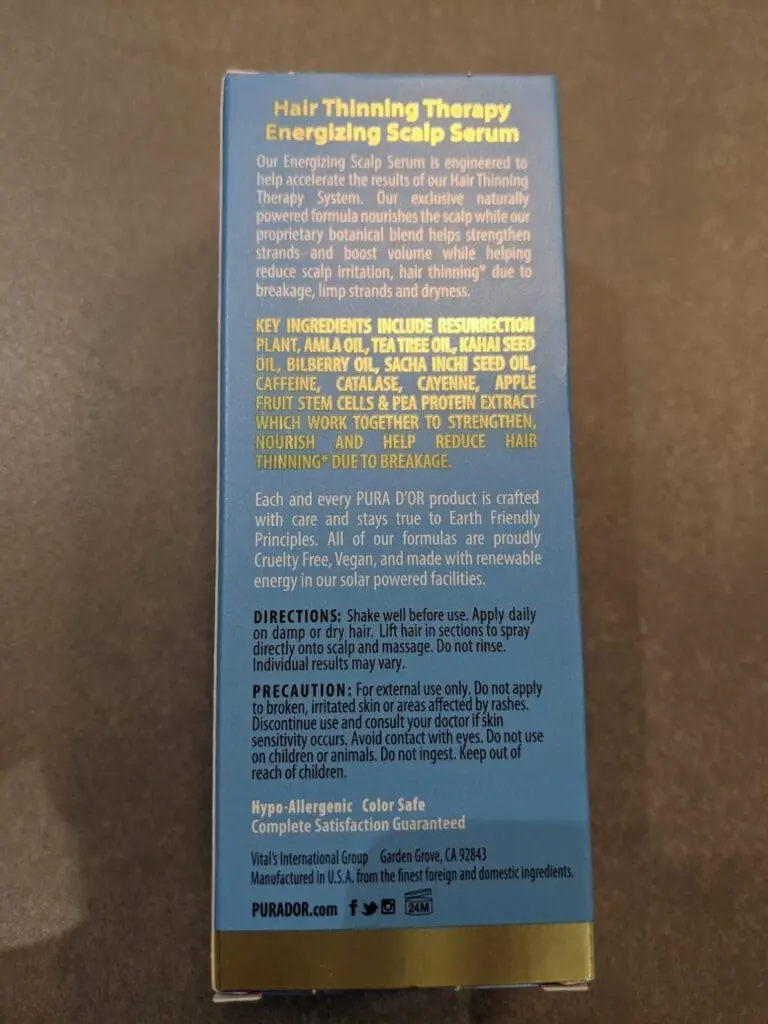 Hair Thinning Therapy
Energizing Scalp Serum
Our Energizing Scalp Serum is engineered to
help accelerate the results of our Hair Thinning
Therapy System. Our exclusive naturally
powered formula nourishes the scalp while our
proprietary botanical blend helps strengthen
strands and boost volume while helping
reduce scalp irritation, hair thinning* due to
breakage, limp strands and dryness.
KEY INGREDIENTS INCLUDE RESURRECTION
PLANT, AMLA OIL, TEA TREE OIL, KAHAI SEED
OIL, BILBERRY OIL, SACHA INCHI SEED OIL,
CAFFEINE, CATALASE, CAYENNE, APPLE
FRUIT STEM CELLS & PEA PROTEIN EXTRACT
WHICH WORK TOGETHER TO STRENGTHEN,
NOURISH AND HELP REDUCE HAIR
THINNING* DUE TO BREAKAGE.
Each and every PURA D'OR product is crafted
with care and stays true to Earth Friendly
Principles. All of our formulas are proudly
Cruelty Free, Vegan, and made with renewable
energy in our solar powered facilities.
DIRECTIONS: Shake well before use. Apply daily
on damp or dry hair. Lift hair in sections to spray
directly onto scalp and massage. Do not rinse.
Individual results may vary.
PRECAUTION: For external use only. Do not apply
to broken, irritated skin or areas affected by rashes.
Discontinue use and consult your doctor if skin
sensitivity occurs. Avoid contact with eyes. Do not use
on children or animals. Do not ingest. Keep out of
reach of children.
Hypo-Allergenic Color Safe
Complete Satisfaction Guaranteed
Vital's International Group Garden Grove, CA 92843
Manufactured in U.S.A. from the finest foreign and domestic ingredients.
PURADOR.com 24M